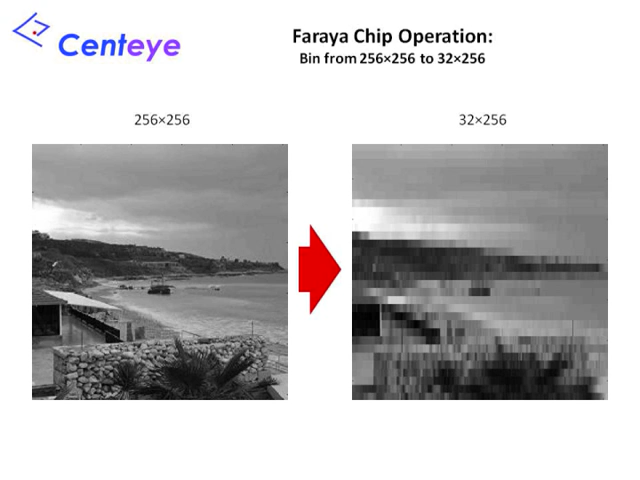 Centeye
Faraya Chip Operation:
Bin from 256×256 to 32×256
256×256
32×256